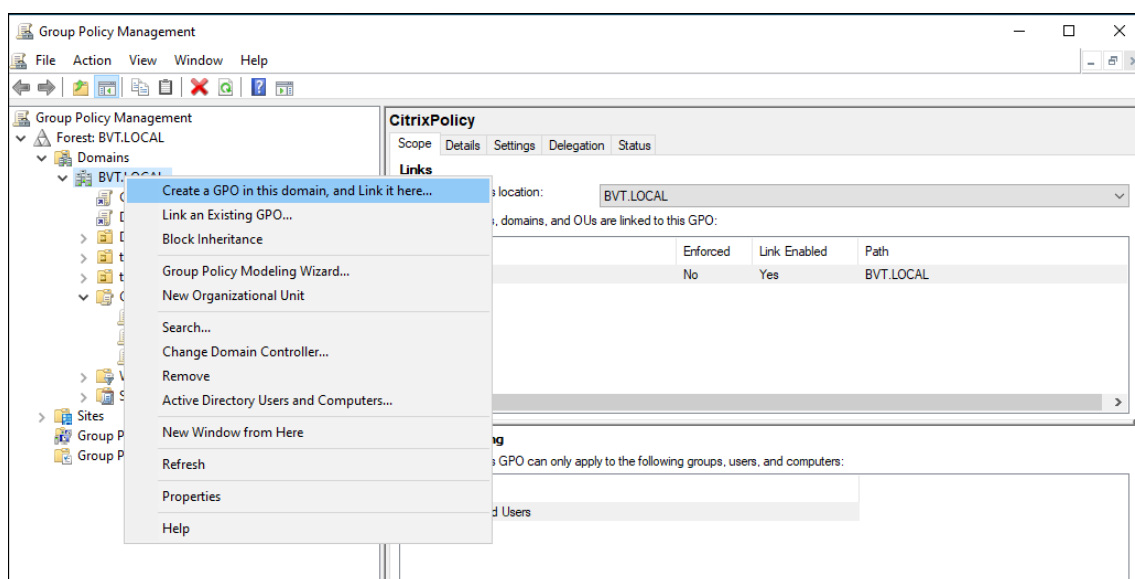 Group Policy Management
File Action View Window Help
Group Policy Management
Forest: BVT.LOCAL
Domains
BVT.LOCAL
Sites
Group P
Group P
Create a GPO in this domain, and Link it here...
Link an Existing GPO...
Block Inheritance
Group Policy Modeling Wizard...
New Organizational Unit
Search...
Change Domain Controller...
Remove
Active Directory Users and Computers...
New Window from Here
Refresh
Properties
Help
CitrixPolicy
Scope Details Settings Delegation Status
Links
location:
BVT.LOCAL
, domains, and OUs are linked to this GPO:
Enforced Link Enabled Path
No Yes BVT.LOCAL
GPO can only apply to the following groups, users, and computers:
d Users